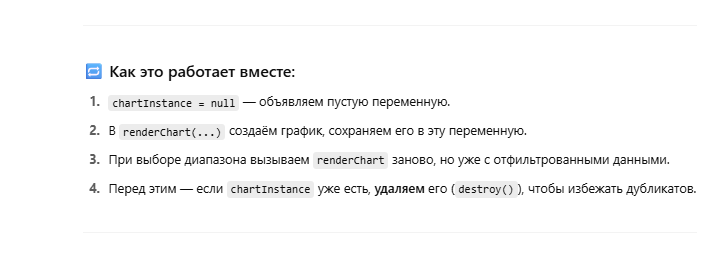 🔁 Как это работает вместе:
1. chartInstance = null — объявляем пустую переменную.
2. В renderChart(...) создаём график, сохраняем его в эту переменную.
3. При выборе диапазона вызываем renderChart заново, но уже с отфильтрованными данными.
4. Перед этим — если chartInstance уже есть, удаляем его (destroy()), чтобы избежать дубликатов.